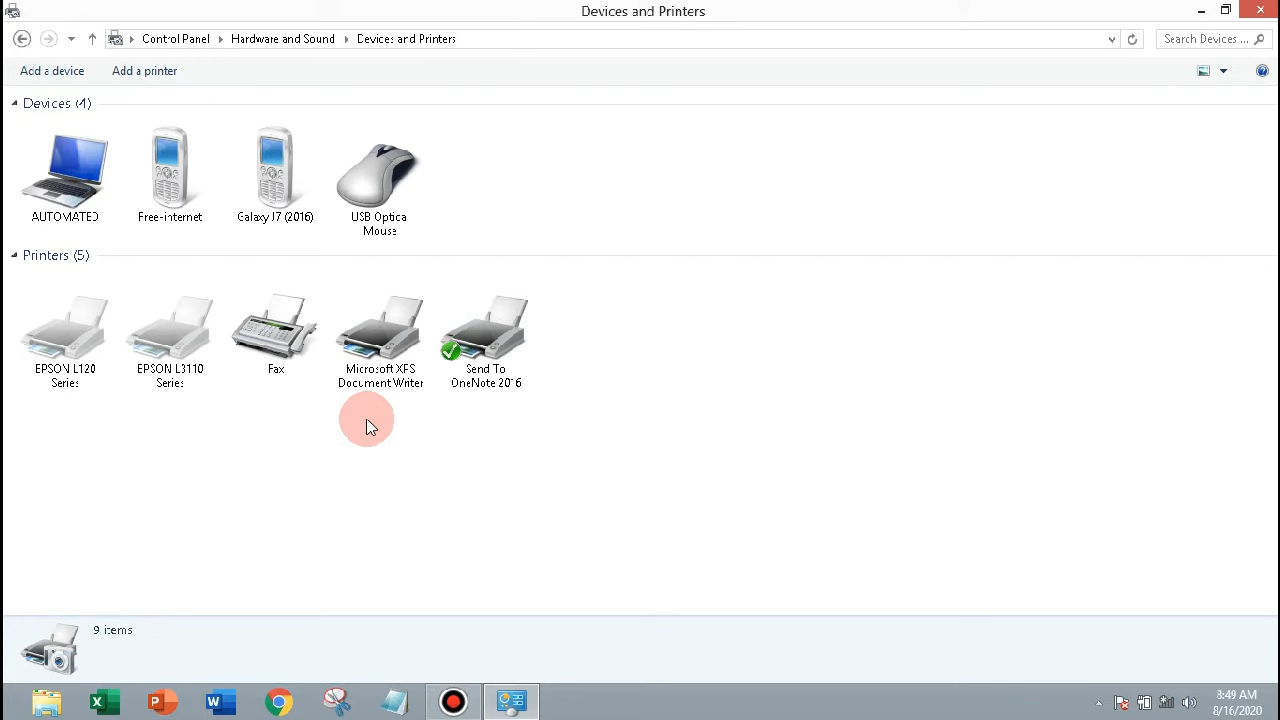 Devices and Printers
Control Panel Hardware and Sound Devices and Printers
Search Devices ...
Add a device Add a printer
Devices (4)
AUTOMATED
Free-internet
Galaxy J7 (2016)
USB Optical
Mouse
Printers (5)
EPSON L120
Series
EPSON L3110
Series
Fax
Microsoft XPS
Document Writer
Send To
OneNote 2016
9 items
8:49 AM
8/16/2020